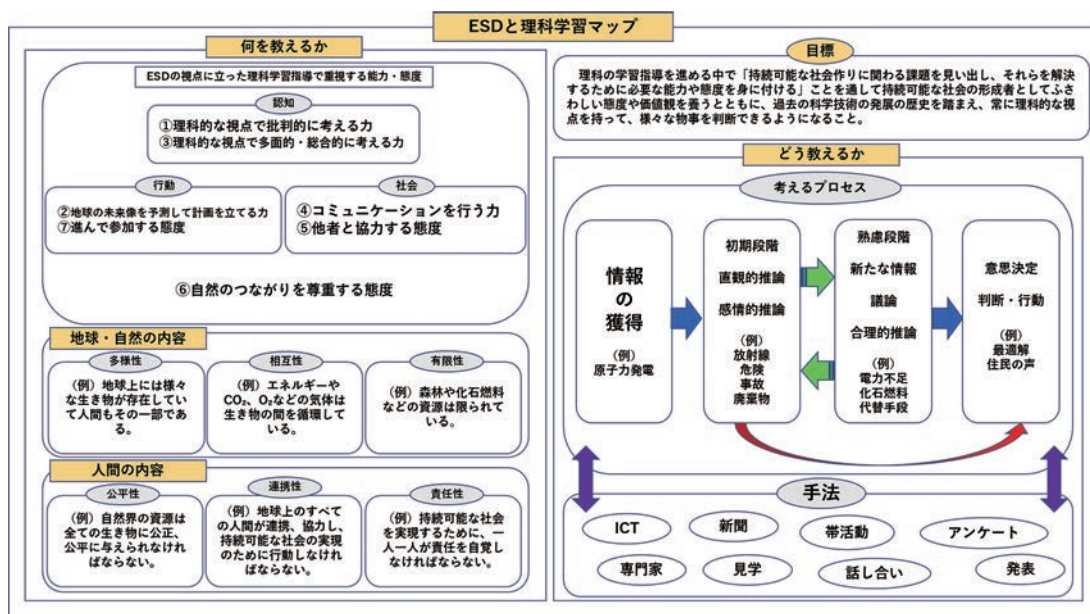 ESDと理科学習マップ
何を教えるか
ESDの視点に立った理科学習指導で重視する能力・態度
認知
①理科的な視点で批判的に考える力
③理科的な視点で多面的・総合的に考える力
行動
②地球の未来像を予測して計画を立てる力
⑦進んで参加する態度
社会
④コミュニケーションを行う力
⑤他者と協力する態度
⑥自然のつながりを尊重する態度
地球・自然の内容
多様性
（例）地球上には様々
な生き物が存在してい
て人間もその一部であ
る。
相互性
（例）エネルギーや
CO₂、O₂などの気体は
生き物の間を循環して
いる。
有限性
（例）森林や化石燃料
などの資源は限られて
いる。
人間の内容
公平性
（例）自然界の資源は
全ての生き物に公正、
公平に与えられなけれ
ばならない。
連携性
（例）地球上のすべて
の人間が連携、協力し、
持続可能な社会の実現
のために行動しなけれ
ばならない。
責任性
（例）持続可能な社会
を実現するために、一
人一人が責任を自覚し
なければならない。
目標
理科の学習指導を進める中で「持続可能な社会作りに関わる課題を見い出し、それらを解決
するために必要な能力や態度を身に付ける」ことを通して持続可能な社会の形成者としてふさ
わしい態度や価値観を養うとともに、過去の科学技術の発展の歴史を踏まえ、常に理科的な視
点を持って、様々な物事を判断できるようになること。
どう教えるか
考えるプロセス
情報
の
獲得
（例）
原子力発電
初期段階
直観的推論
感情的推論
（例）
放射線
危険
事故
廃棄物
熟慮段階
新たな情報
議論
合理的推論
（例）
電力不足
化石燃料
代替手段
意思決定
判断・行動
（例）
最適解
住民の声
手法
ICT
新聞
帯活動
アンケート
専門家
見学
話し合い
発表